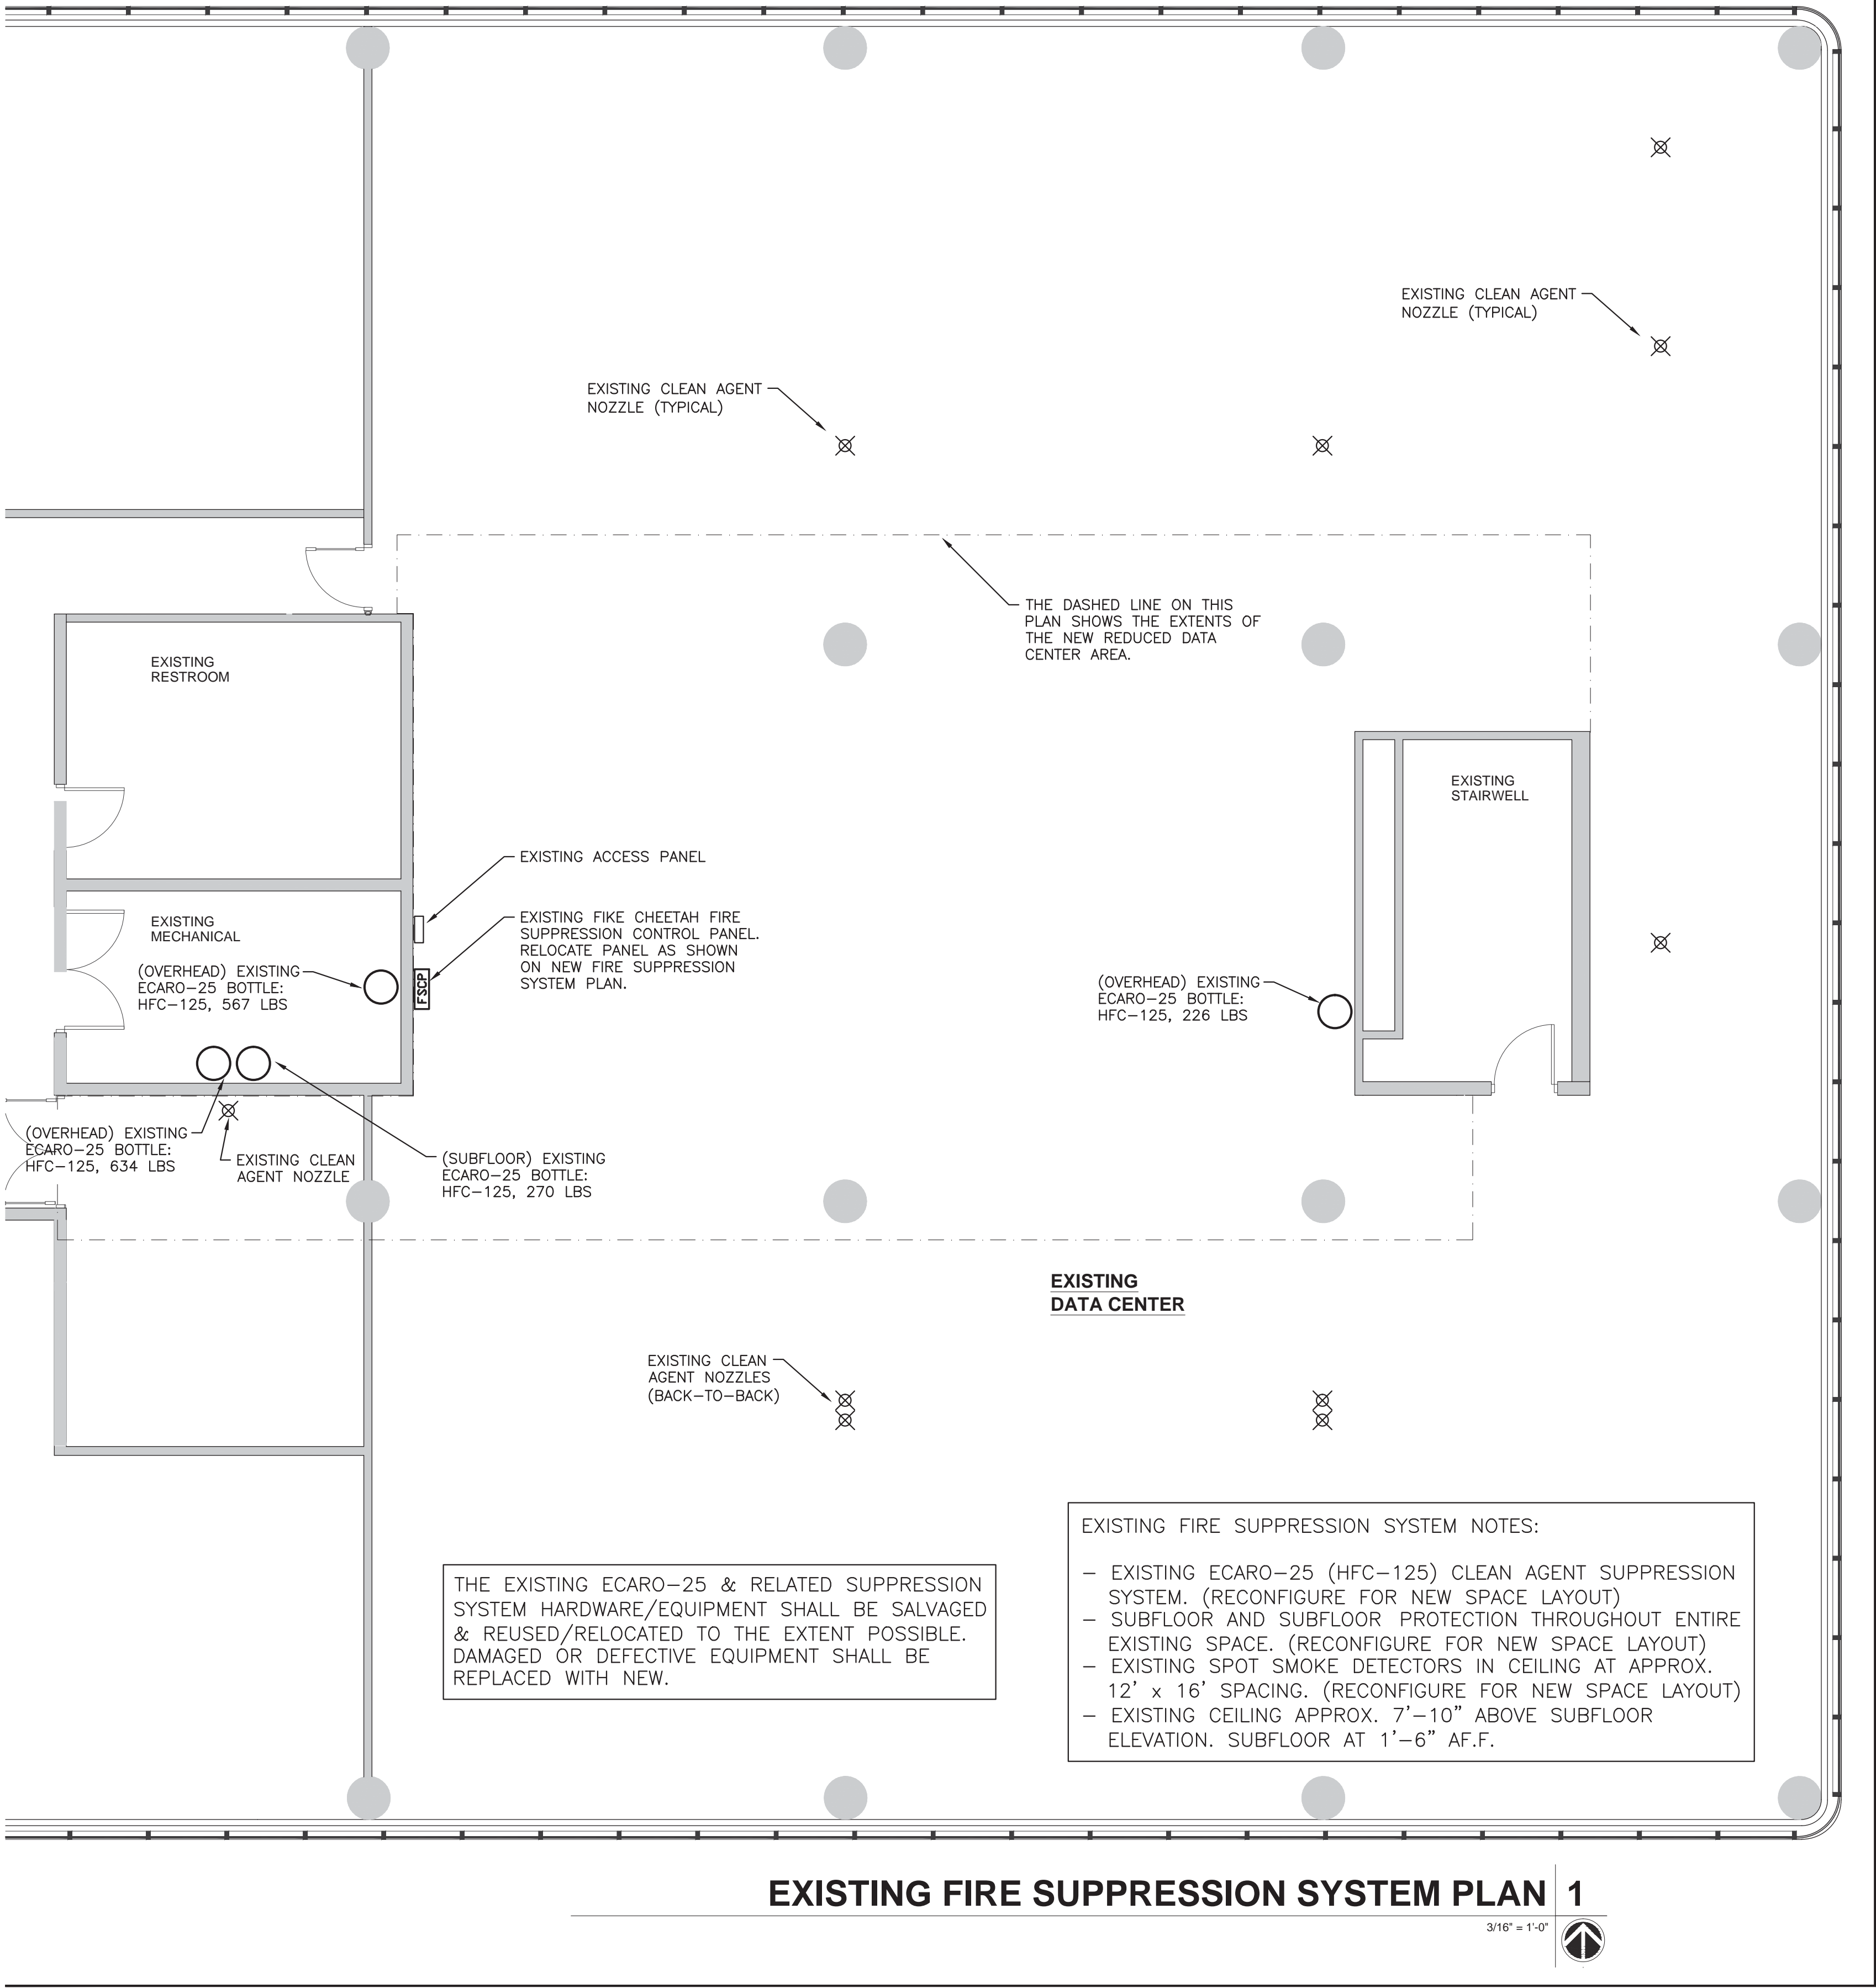 EXISTING CLEAN AGENT
NOZZLE (TYPICAL)
EXISTING CLEAN AGENT
NOZZLE (TYPICAL)
THE DASHED LINE ON THIS
PLAN SHOWS THE EXTENTS OF
THE NEW REDUCED DATA
CENTER AREA.
EXISTING
RESTROOM
EXISTING
STAIRWELL
EXISTING ACCESS PANEL
EXISTING
MECHANICAL
EXISTING FIKE CHEETAH FIRE
SUPPRESSION CONTROL PANEL.
RELOCATE PANEL AS SHOWN
ON NEW FIRE SUPPRESSION
SYSTEM PLAN.
FSCP
(OVERHEAD) EXISTING
ECARO-25 BOTTLE:
HFC-125, 567 LBS
(OVERHEAD) EXISTING
ECARO-25 BOTTLE:
HFC-125, 226 LBS
(OVERHEAD) EXISTING
ECARO-25 BOTTLE:
HFC-125, 634 LBS
EXISTING CLEAN
AGENT NOZZLE
(SUBFLOOR) EXISTING
ECARO-25 BOTTLE:
HFC-125, 270 LBS
EXISTING
DATA CENTER
EXISTING CLEAN
AGENT NOZZLES
(BACK-TO-BACK)
THE EXISTING ECARO-25 & RELATED SUPPRESSION
SYSTEM HARDWARE/EQUIPMENT SHALL BE SALVAGED
& REUSED/RELOCATED TO THE EXTENT POSSIBLE.
DAMAGED OR DEFECTIVE EQUIPMENT SHALL BE
REPLACED WITH NEW.
EXISTING FIRE SUPPRESSION SYSTEM NOTES:
- EXISTING ECARO-25 (HFC-125) CLEAN AGENT SUPPRESSION
SYSTEM. (RECONFIGURE FOR NEW SPACE LAYOUT)
- SUBFLOOR AND SUBFLOOR PROTECTION THROUGHOUT ENTIRE
EXISTING SPACE. (RECONFIGURE FOR NEW SPACE LAYOUT)
- EXISTING SPOT SMOKE DETECTORS IN CEILING AT APPROX.
12' x 16' SPACING. (RECONFIGURE FOR NEW SPACE LAYOUT)
- EXISTING CEILING APPROX. 7'-10" ABOVE SUBFLOOR
ELEVATION. SUBFLOOR AT 1'-6" AF.F.
EXISTING FIRE SUPPRESSION SYSTEM PLAN 1
3/16" = 1'-0"